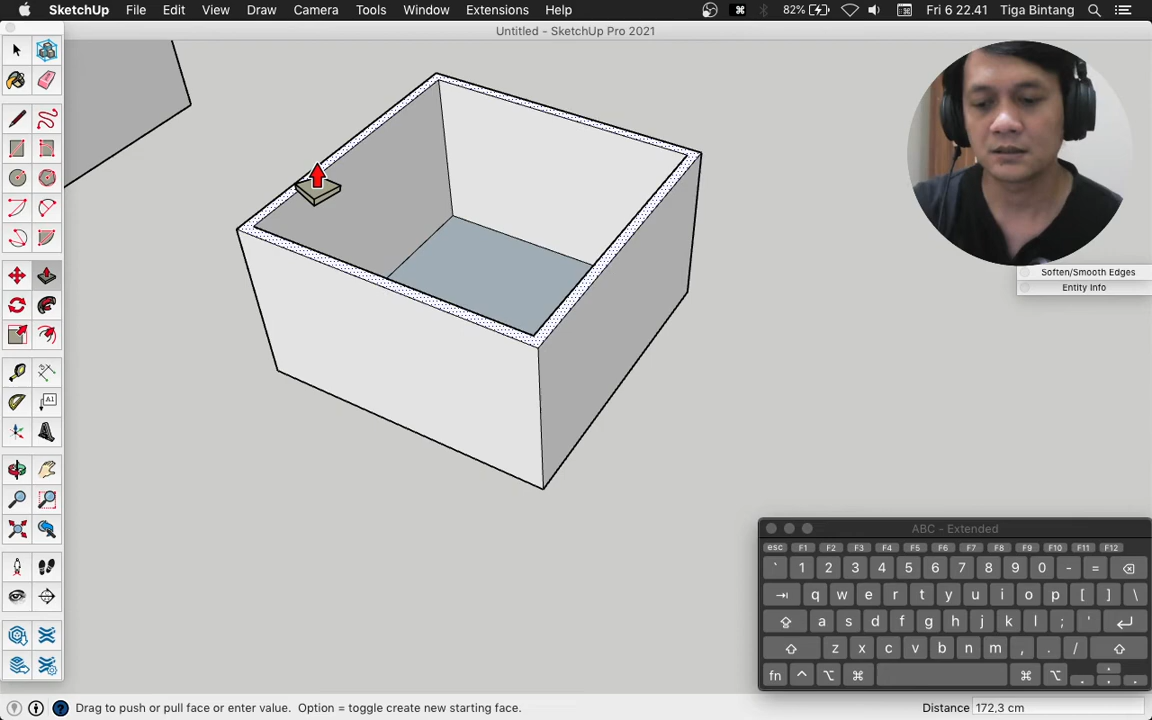 SketchUp File Edit View Draw Camera Tools Window Extensions Help 82% Fri 6 22.41 Tiga Bintang
Untitled - SketchUp Pro 2021
A1
Soften/Smooth Edges
Entity Info
ABC - Extended
esc F1 F2 F3 F4 F5 F6 F7 F8 F9 F10 F11 F12
` 1 2 3 4 5 6 7 8 9 0 - =
q w e r t y u i o p [ ] \
a s d f g h j k l ; '
z x c v b n m , . /
fn
Drag to push or pull face or enter value. Option = toggle create new starting face. Distance 172,3 cm